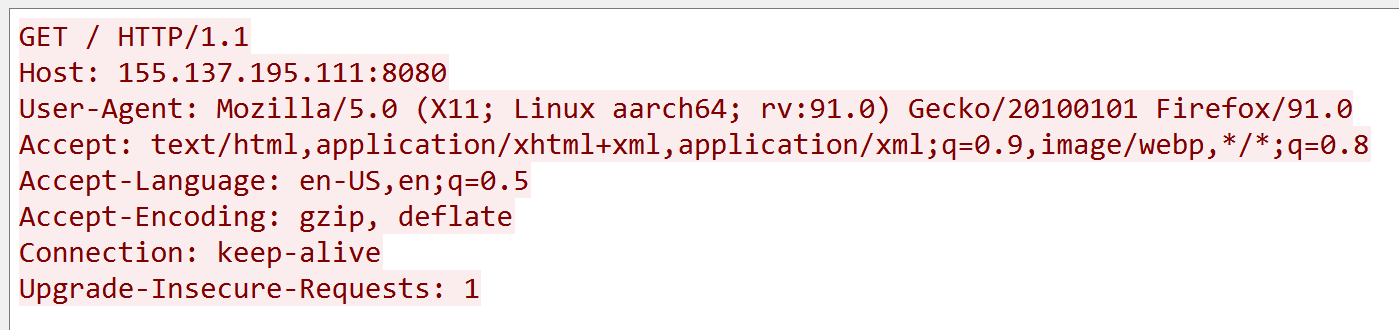 GET / HTTP/1.1
Host: 155.137.195.111:8080
User-Agent: Mozilla/5.0 (X11; Linux aarch64; rv:91.0) Gecko/20100101 Firefox/91.0
Accept: text/html,application/xhtml+xml,application/xml;q=0.9,image/webp,*/*;q=0.8
Accept-Language: en-US,en;q=0.5
Accept-Encoding: gzip, deflate
Connection: keep-alive
Upgrade-Insecure-Requests: 1